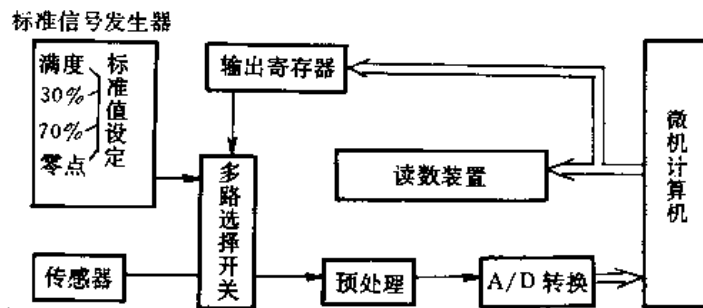 标准信号发生器
满度
30%
70%
零点
标准值设定
输出寄存器
微机计算机
读数装置
多路选择开关
传感器
预处理
A/D 转换